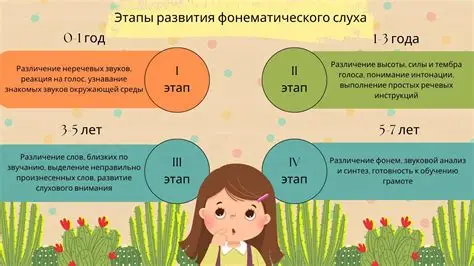 Этапы развития фонематического слуха
0-1 год
Различение неречевых звуков,
реакция на голос, узнавание
знакомых звуков окружающей среды
I
этап
1-3 года
II
этап
Различение высоты, силы и тембра
голоса, понимание интонации,
выполнение простых речевых
инструкций
3-5 лет
Различение слов, близких по
звучанию, выделение неправильно
произнесенных слов, развитие
слухового внимания
III
этап
5-7 лет
IV
этап
Различение фонем, звуковой анализ
и синтез, готовность к обучению
грамоте